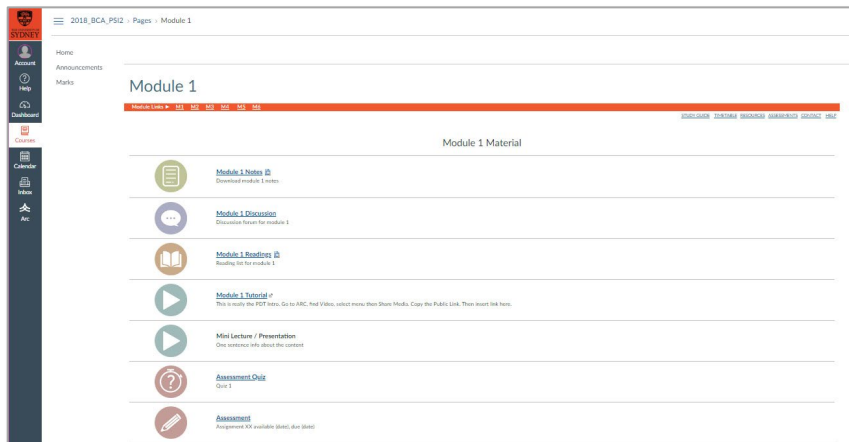 SYDNEY
2018_BCA_PSI2 › Pages › Module 1
Account
Help
Dashboard
Courses
Calendar
Inbox
Arc
Home
Announcements
Marks
Module 1
Module Links ► M1 M2 M3 M4 M5 M6
STUDY GUIDE TIMETABLE RESOURCES ASSESSMENTS CONTACT HELP
Module 1 Material
Module 1 Notes
Download module 1 notes
Module 1 Discussion
Discussion forum for module 1
Module 1 Readings
Reading list for module 1
Module 1 Tutorial
This is really the PDT Intro. Go to ARC, find Video, select menu then Share Media, Copy the Public Link. Then insert link here.
Mini Lecture / Presentation
One sentence info about the content
Assessment Quiz
Quiz 1
Assessment
Assignment XX available (date), due (date)